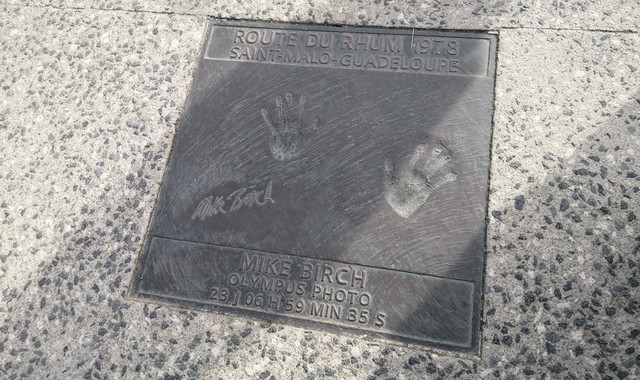 ROUTE DU RHUM 1978
SAINT-MALO-GUADELOUPE
Mike Birch
MIKE BIRCH
OLYMPUS PHOTO
23 J 06 H 59 MIN 35 S